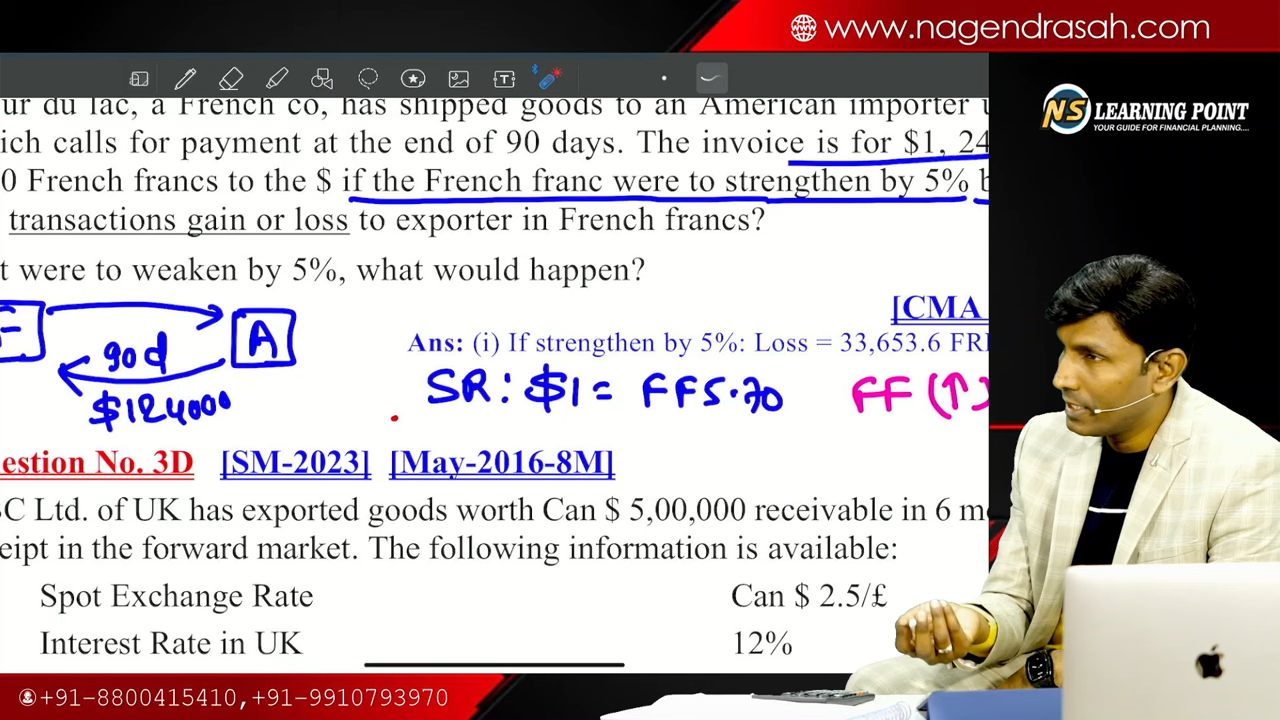 www.nagendrasah.com
NS LEARNING POINT
YOUR GUIDE FOR FINANCIAL PLANNING....
ur du lac, a French co, has shipped goods to an American importer u
ich calls for payment at the end of 90 days. The invoice is for $1, 24
0 French francs to the $ if the French franc were to strengthen by 5% b
transactions gain or loss to exporter in French francs?
t were to weaken by 5%, what would happen?
F A
90d
$124000
[CMA
Ans: (i) If strengthen by 5%: Loss = 33,653.6 FR
SR: $1 = FF5.70 FF (↑)
estion No. 3D [SM-2023] [May-2016-8M]
BC Ltd. of UK has exported goods worth Can $ 5,00,000 receivable in 6 mo
eipt in the forward market. The following information is available:
Spot Exchange Rate Can $ 2.5/£
Interest Rate in UK 12%
+91-8800415410,+91-9910793970